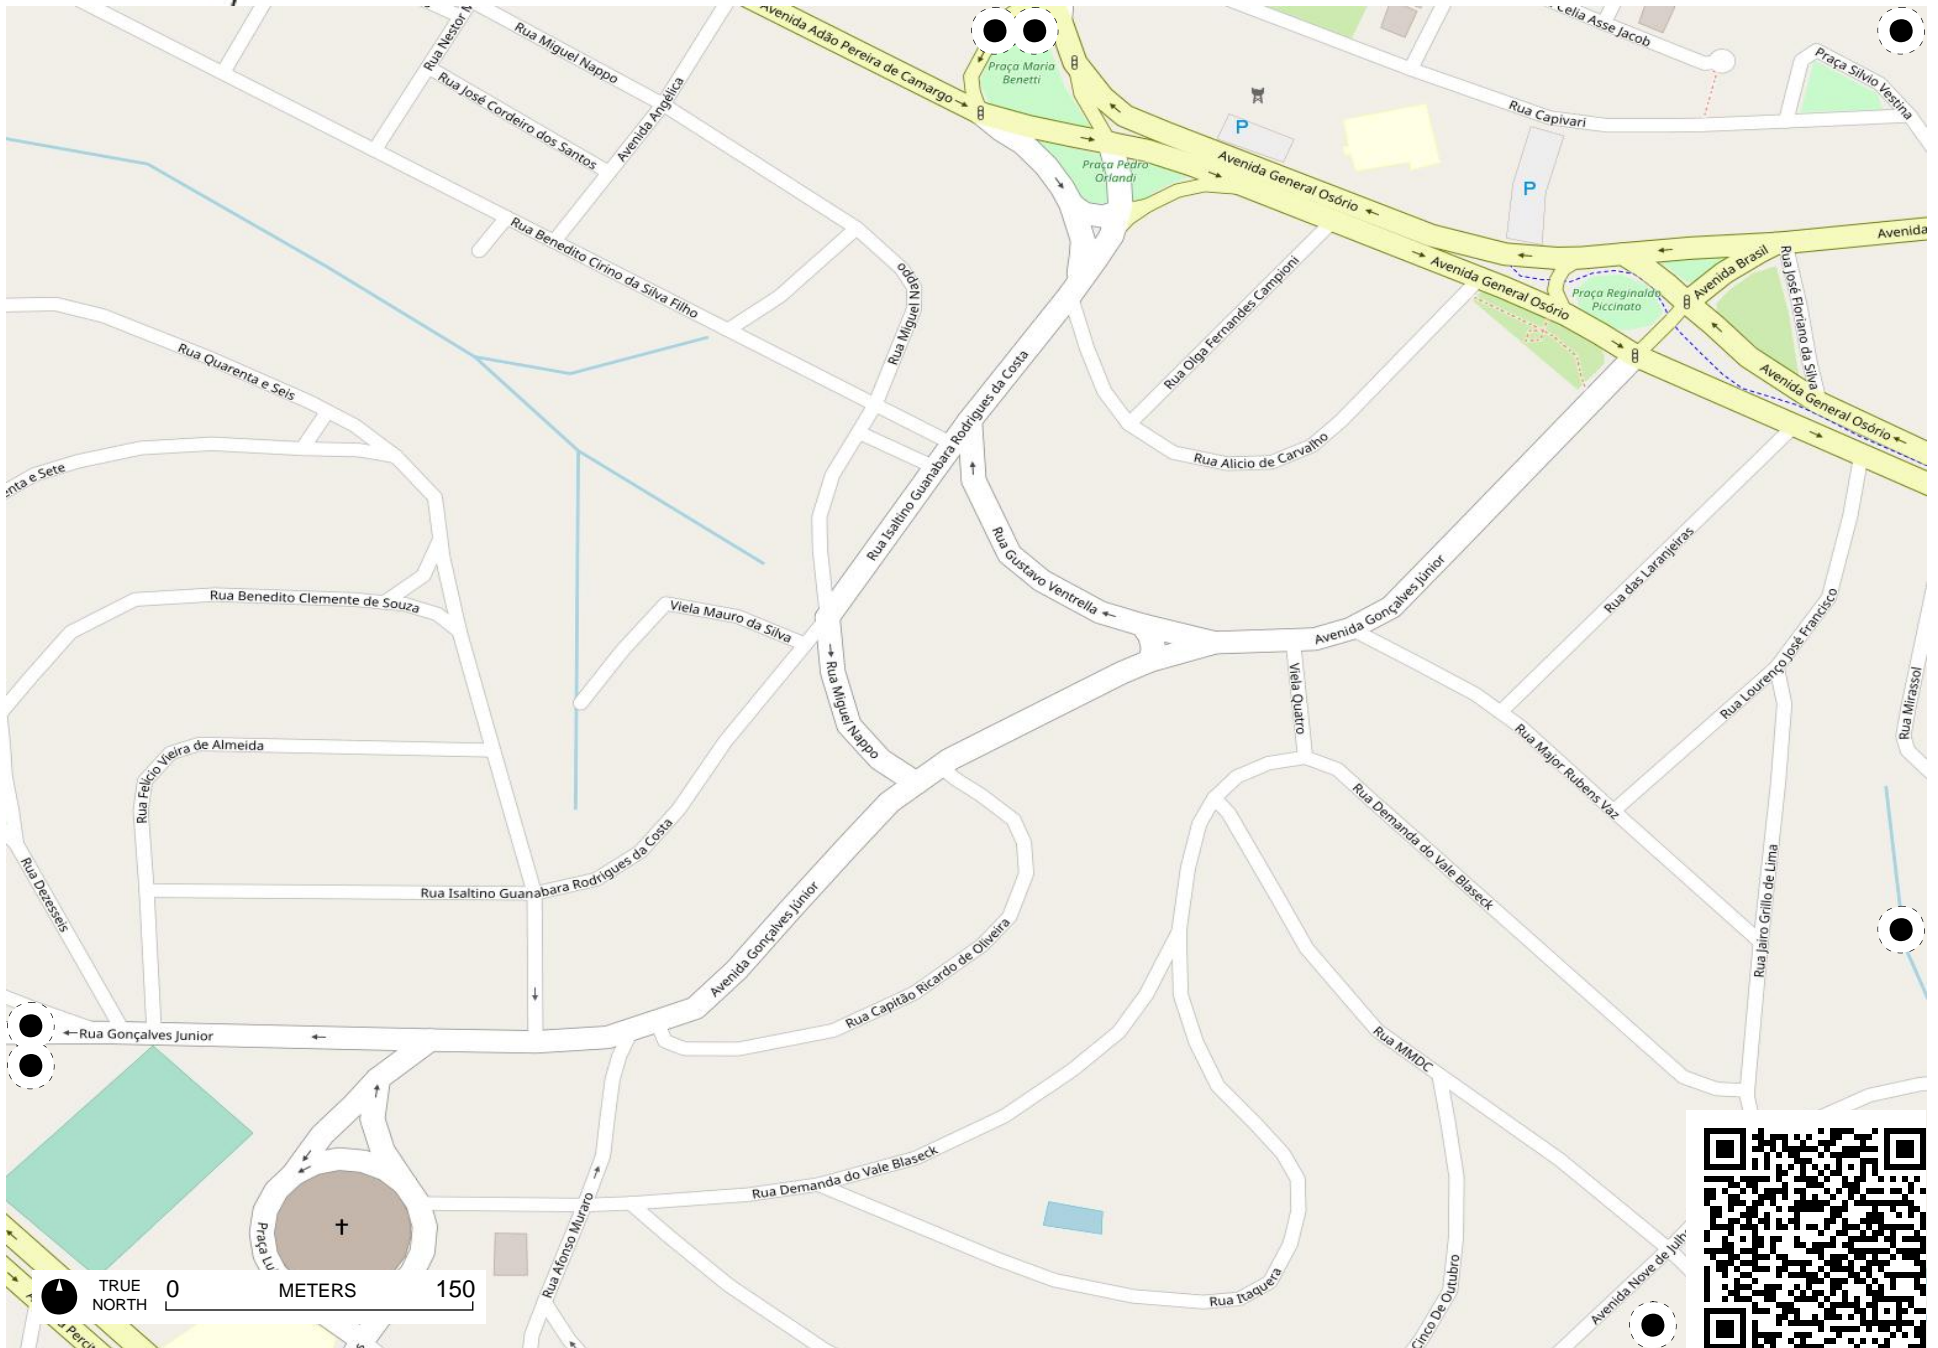 Rua Nestor
Rua Miguel Nappo
Avenida Adão Pereira de Camargo
Célia Asse Jacob
Praça Maria
Benetti
Praça Silvio Vestina
Rua José Cordeiro dos Santos
Avenida Angélica
Rua Capivari
P
Praça Pedro
Orlandi
Avenida General Osório
P
Rua Benedito Cirino da Silva Filho
Avenida
Rua Miguel Nappo
Rua Olga Fernandes Campioni
Avenida General Osório
Avenida Brasil
Rua José Floriano da Silva
Praça Reginaldo
Piccinato
Rua Quarenta e Seis
Rua Isaltino Guanabara Rodrigues da Costa
Avenida General Osório
Rua Alicio de Carvalho
enta e Sete
Rua Gustavo Ventrella
Rua das Laranjeiras
Rua Benedito Clemente de Souza
Viela Mauro da Silva
Avenida Gonçalves Júnior
Rua Lourenço José Francisco
Rua Miguel Nappo
Viela Quatro
Rua Mirassol
Rua Felício Vieira de Almeida
Rua Major Rubens Vaz
Rua Demanda do Vale Blaseck
Rua Isaltino Guanabara Rodrigues da Costa
Rua Dezesseis
Avenida Gonçalves Júnior
Rua Jairo Grillo de Lima
Rua Capitão Ricardo de Oliveira
Rua Gonçalves Junior
Rua MMDC
Rua Demanda do Vale Blaseck
Praça Lu
Rua Afonso Muraro
Rua Itaquera
Cinco De Outubro
Avenida Nove de Julho
TRUE
NORTH
0 METERS 150